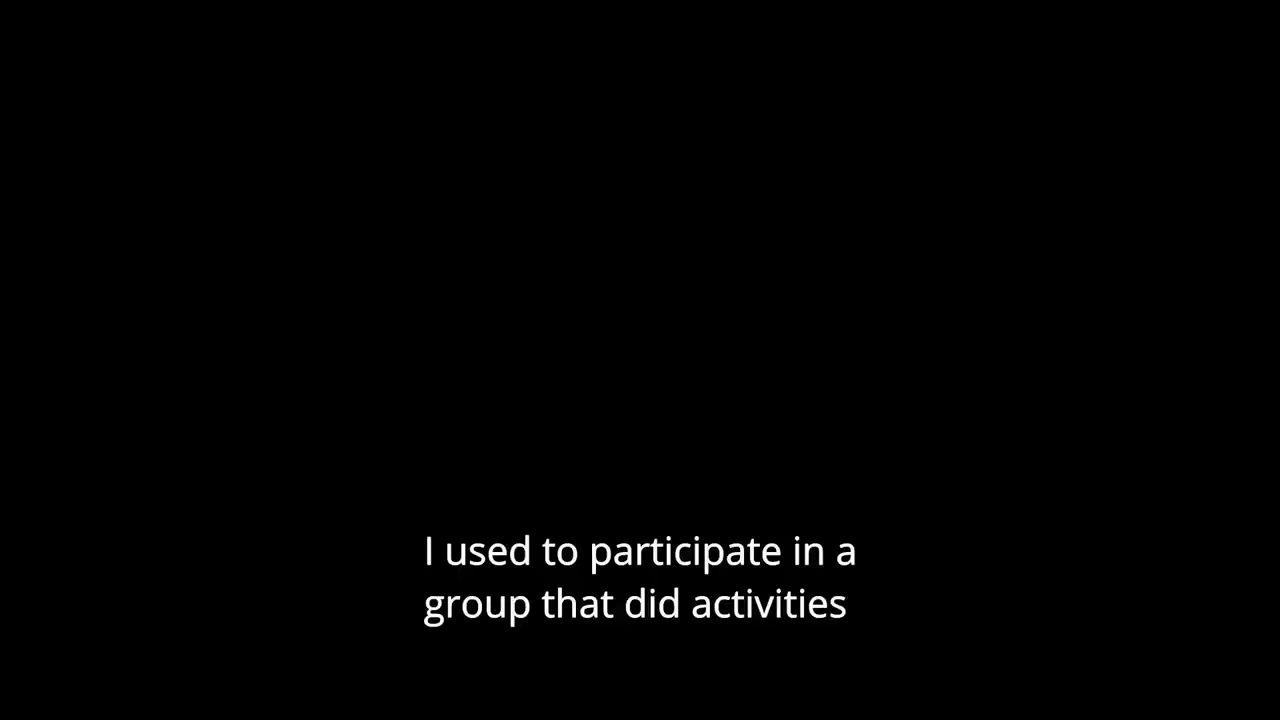 I used to participate in a
group that did activities